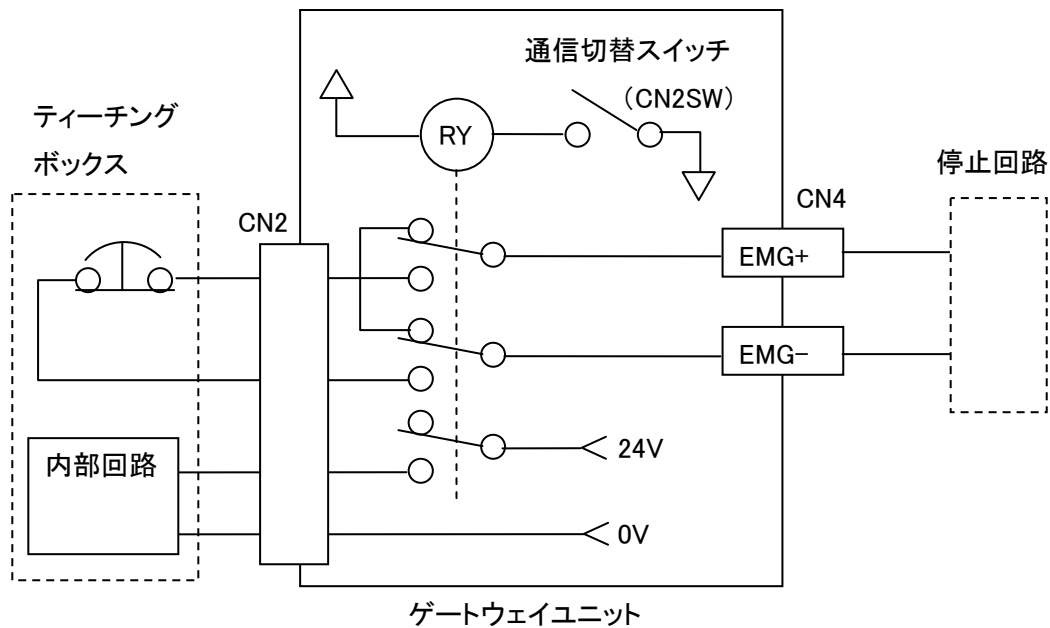 通信切替スイッチ
（CN2SW）
ティーチング
ボックス
RY
停止回路
CN2
CN4
EMG+
EMG−
内部回路
24V
0V
ゲートウェイユニット